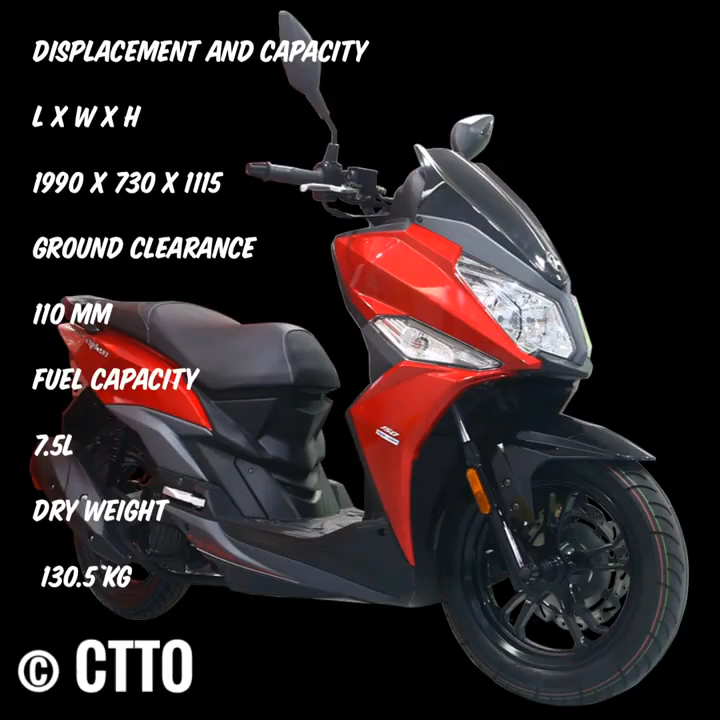 DISPLACEMENT AND CAPACITY
L X W X H
1990 X 730 X 1115
GROUND CLEARANCE
110 MM
FUEL CAPACITY
7.5L
DRY WEIGHT
130.5 KG
© CTTO
150